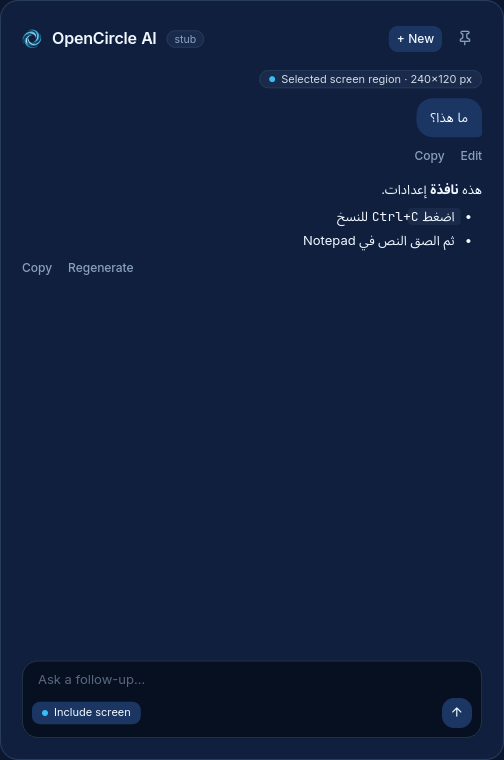 OpenCircle AI
stub
+ New
Selected screen region · 240×120 px
ما هذا؟
Copy
Edit
هذه نافذة إعدادات.
• اضغط Ctrl+C للنسخ
• ثم الصق النص في Notepad
Copy
Regenerate
Ask a follow-up...
Include screen